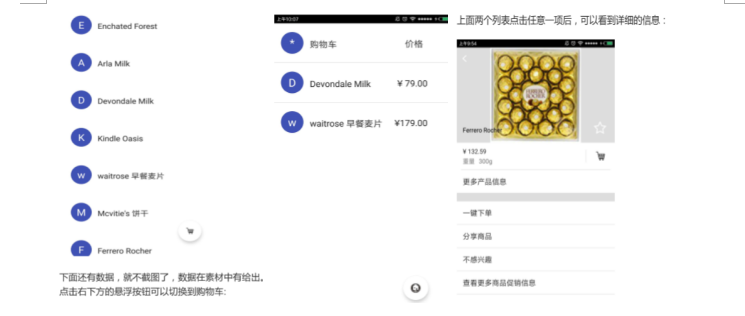 E Enchated Forest
A Arla Milk
D Devondale Milk
K Kindle Oasis
w waitrose 早餐麦片
M Mcvitie's 饼干
F Ferrero Rocher
下面还有数据，就不截图了，数据在素材中有给出。
点击右下方的悬浮按钮可以切换到购物车:
上午10:07
* 购物车 价格
D Devondale Milk ¥ 79.00
w waitrose 早餐麦片 ¥179.00
上面两个列表点击任意一项后，可以看到详细的信息：
FERRERO
ROCHER
Ferrero Rocher
¥ 132.59
重量 300g
更多产品信息
一键下单
分享商品
不感兴趣
查看更多商品促销信息